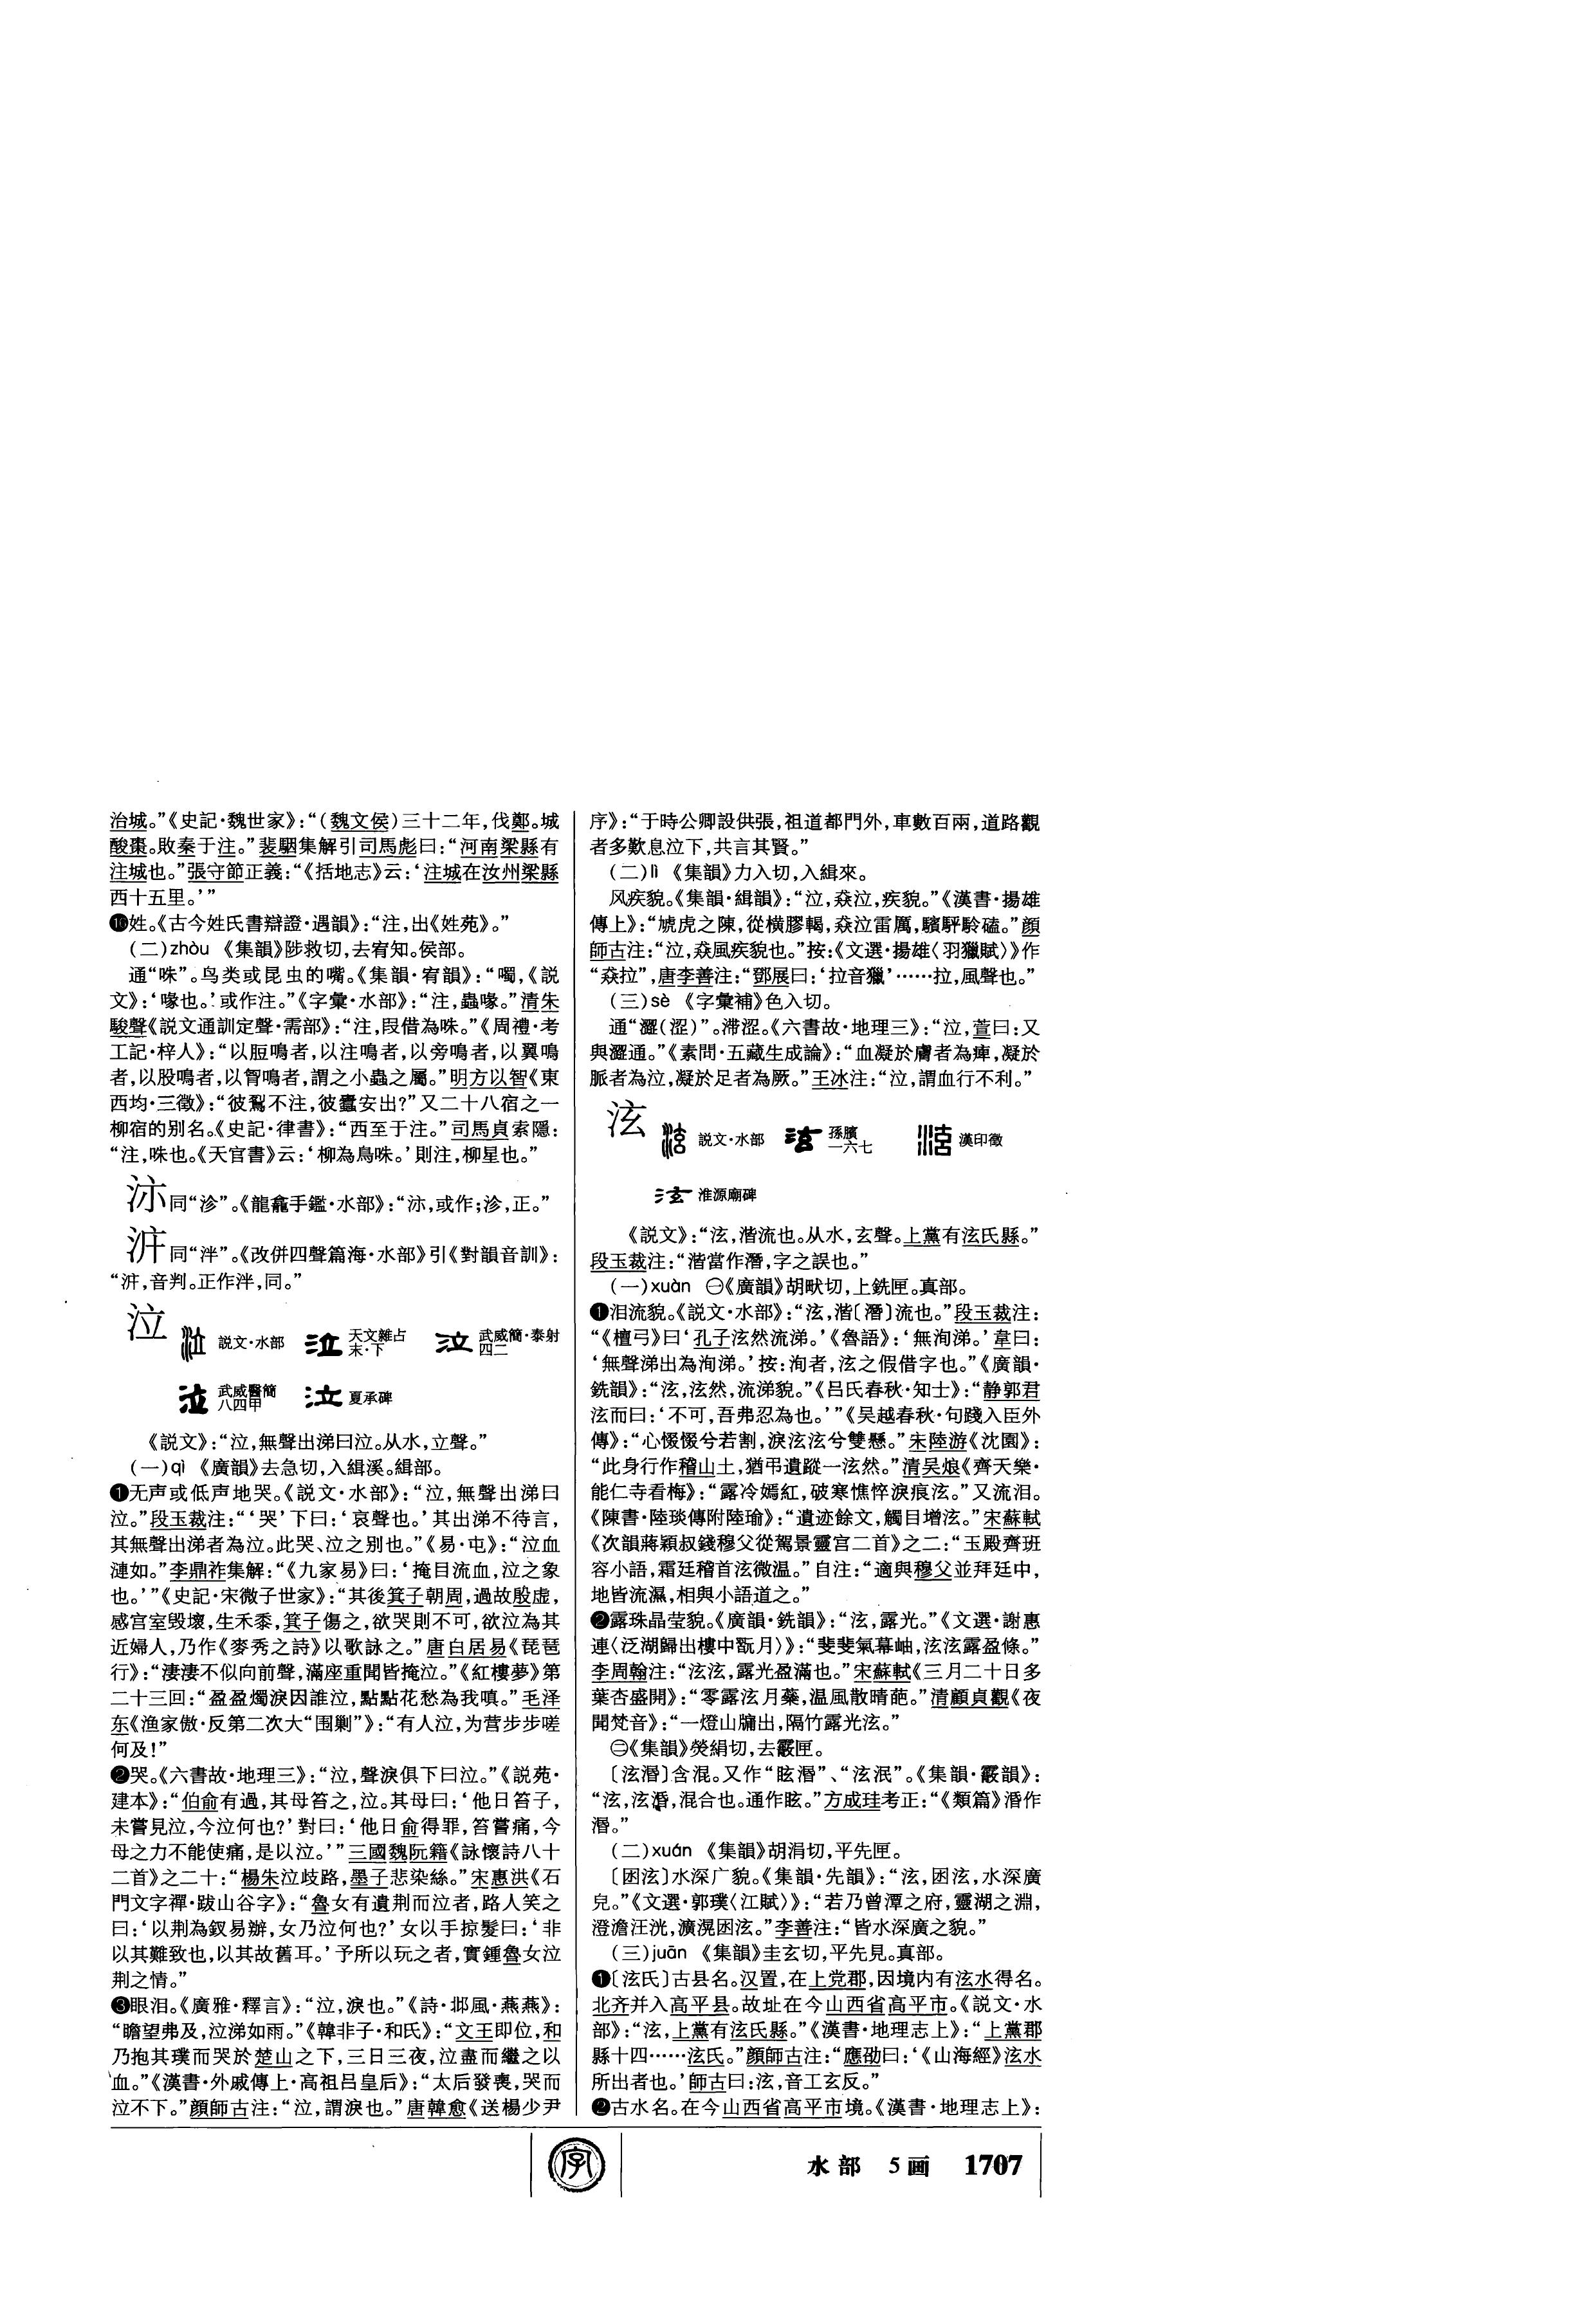 治城。”《史記·魏世家》：“（魏文侯）三十二年，伐鄭。城
酸棗。敗秦于注。”裴駰集解引司馬彪曰：“河南梁縣有
注城也。”張守節正義：“《括地志》云：‘注城在汝州梁縣
西十五里。’”
⓰姓。《古今姓氏書辯證·遇韻》：“注，出《姓苑》。”
（二）zhòu 《集韻》陟救切，去宥知。侯部。
通“咮”。鸟类或昆虫的嘴。《集韻·宥韻》：“噣，《説
文》：‘喙也。’或作注。”《字彙·水部》：“注，蟲喙。”清朱
駿聲《説文通訓定聲·需部》：“注，叚借為咮。”《周禮·考
工記·梓人》：“以脰鳴者，以注鳴者，以旁鳴者，以翼鳴
者，以股鳴者，以胷鳴者，謂之小蟲之屬。”明方以智《東
西均·三徵》：“彼鴷不注，彼蠹安出？”又二十八宿之一
柳宿的别名。《史記·律書》：“西至于注。”司馬貞索隱：
“注，咮也。《天官書》云：‘柳為鳥咮。’則注，柳星也。”
沵同“沴”。《龍龕手鑑·水部》：“沵，或作；沴，正。”
汼同“泮”。《改併四聲篇海·水部》引《對韻音訓》：
“汼，音判。正作泮，同。”
泣 説文·水部 天文雜占末·下 武威簡·泰射四二
武威醫簡八四甲 夏承碑
《説文》：“泣，無聲出涕曰泣。从水，立聲。”
（一）qì 《廣韻》去急切，入緝溪。緝部。
❶无声或低声地哭。《説文·水部》：“泣，無聲出涕曰
泣。”段玉裁注：“‘哭’下曰：‘哀聲也。’其出涕不待言，
其無聲出涕者為泣。此哭、泣之别也。”《易·屯》：“泣血
漣如。”李鼎祚集解：“《九家易》曰：‘掩目流血，泣之象
也。’”《史記·宋微子世家》：“其後箕子朝周，過故殷虚，
感宫室毁壞，生禾黍，箕子傷之，欲哭則不可，欲泣為其
近婦人，乃作《麥秀之詩》以歌詠之。”唐白居易《琵琶
行》：“淒淒不似向前聲，滿座重聞皆掩泣。”《紅樓夢》第
二十三回：“盈盈燭淚因誰泣，點點花愁為我嗔。”毛泽
东《渔家傲·反第二次大“围剿”》：“有人泣，为营步步嗟
何及！”
❷哭。《六書故·地理三》：“泣，聲淚俱下曰泣。”《説苑·
建本》：“伯俞有過，其母笞之，泣。其母曰：‘他日笞子，
未嘗見泣，今泣何也？’對曰：‘他日俞得罪，笞嘗痛，今
母之力不能使痛，是以泣。’”三國魏阮籍《詠懷詩八十
二首》之二十：“楊朱泣歧路，墨子悲染絲。”宋惠洪《石
門文字禪·跋山谷字》：“魯女有遺荆而泣者，路人笑之
曰：‘以荆為釵易辦，女乃泣何也？’女以手掠髮曰：‘非
以其難致也，以其故舊耳。’予所以玩之者，實鍾魯女泣
荆之情。”
❸眼泪。《廣雅·釋言》：“泣，淚也。”《詩·邶風·燕燕》：
“瞻望弗及，泣涕如雨。”《韓非子·和氏》：“文王即位，和
乃抱其璞而哭於楚山之下，三日三夜，泣盡而繼之以
血。”《漢書·外戚傳上·高祖吕皇后》：“太后發喪，哭而
泣不下。”顔師古注：“泣，謂淚也。”唐韓愈《送楊少尹
序》：“于時公卿設供張，祖道都門外，車數百兩，道路觀
者多歎息泣下，共言其賢。”
（二）lì 《集韻》力入切，入緝來。
风疾貌。《集韻·緝韻》：“泣，猋泣，疾貌。”《漢書·揚雄
傳上》：“虓虎之陳，從横膠轕，猋泣雷厲，驞駍駖磕。”顔
師古注：“泣，猋風疾貌也。”按：《文選·揚雄〈羽獵賦〉》作
“猋拉”，唐李善注：“鄧展曰：‘拉音獵’……拉，風聲也。”
（三）sè 《字彙補》色入切。
通“澀（涩）”。滞涩。《六書故·地理三》：“泣，萱曰：又
與澀通。”《素問·五藏生成論》：“血凝於膚者為痺，凝於
脈者為泣，凝於足者為厥。”王冰注：“泣，謂血行不利。”
泫 説文·水部 孫臏一六七 漢印徵
淮源廟碑
《説文》：“泫，湝流也。从水，玄聲。上黨有泫氏縣。”
段玉裁注：“湝當作潛，字之誤也。”
（一）xuàn ㊀《廣韻》胡畎切，上銑匣。真部。
❶泪流貌。《説文·水部》：“泫，湝〔潛〕流也。”段玉裁注：
“《檀弓》曰‘孔子泫然流涕。’《魯語》：‘無洵涕。’韋曰：
‘無聲涕出為洵涕。’按：洵者，泫之假借字也。”《廣韻·
銑韻》：“泫，泫然，流涕貌。”《吕氏春秋·知士》：“静郭君
泫而曰：‘不可，吾弗忍為也。’”《吴越春秋·句踐入臣外
傳》：“心惙惙兮若割，淚泫泫兮雙懸。”宋陸游《沈園》：
“此身行作稽山土，猶弔遺蹤一泫然。”清吴烺《齊天樂·
能仁寺看梅》：“露冷嫣紅，破寒憔悴淚痕泫。”又流泪。
《陳書·陸琰傳附陸瑜》：“遺迹餘文，觸目增泫。”宋蘇軾
《次韻蔣穎叔錢穆父從駕景靈宫二首》之二：“玉殿齊班
容小語，霜廷稽首泫微温。”自注：“適與穆父並拜廷中，
地皆流濕，相與小語道之。”
❷露珠晶莹貌。《廣韻·銑韻》：“泫，露光。”《文選·謝惠
連〈泛湖歸出樓中翫月〉》：“斐斐氣幕岫，泫泫露盈條。”
李周翰注：“泫泫，露光盈滿也。”宋蘇軾《三月二十日多
葉杏盛開》：“零露泫月蘂，温風散晴葩。”清顧貞觀《夜
聞梵音》：“一燈山牖出，隔竹露光泫。”
㊁《集韻》熒絹切，去霰匣。
〔泫潛〕含混。又作“眩潛”、“泫泯”。《集韻·霰韻》：
“泫，泫涽，混合也。通作眩。”方成珪考正：“《類篇》涽作
潛。”
（二）xuán 《集韻》胡涓切，平先匣。
〔困泫〕水深广貌。《集韻·先韻》：“泫，困泫，水深廣
皃。”《文選·郭璞〈江賦〉》：“若乃曾潭之府，靈湖之淵，
澄澹汪洸，瀇滉困泫。”李善注：“皆水深廣之貌。”
（三）juān 《集韻》圭玄切，平先見。真部。
❶〔泫氏〕古县名。汉置，在上党郡，因境内有泫水得名。
北齐并入高平县。故址在今山西省高平市。《説文·水
部》：“泫，上黨有泫氏縣。”《漢書·地理志上》：“上黨郡
縣十四……泫氏。”顔師古注：“應劭曰：‘《山海經》泫水
所出者也。’師古曰：泫，音工玄反。”
❷古水名。在今山西省高平市境。《漢書·地理志上》：
字
水部 5画 1707